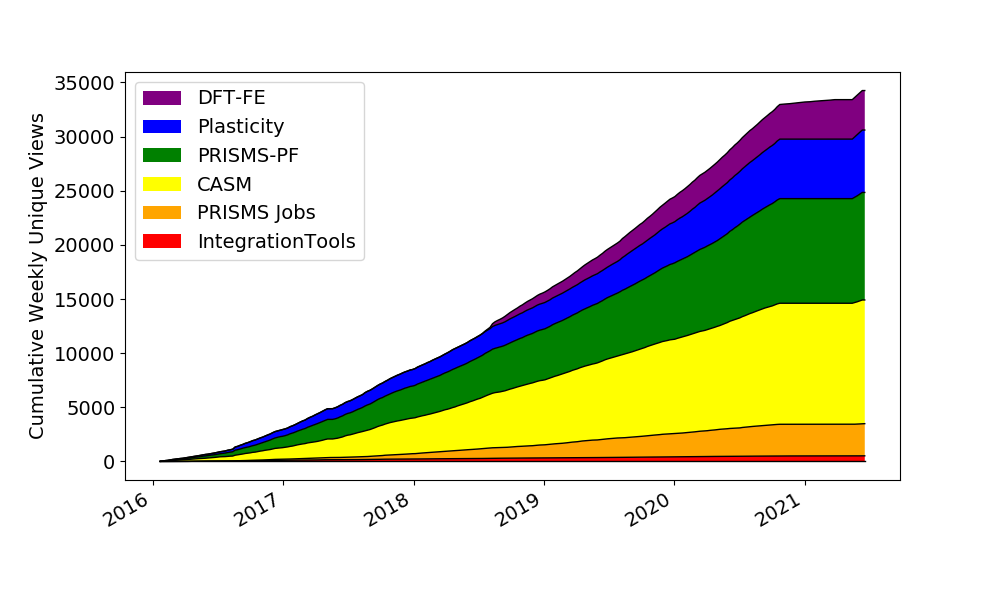 Cumulative Weekly Unique Views
35000
30000
25000
20000
15000
10000
5000
0
DFT-FE
Plasticity
PRISMS-PF
CASM
PRISMS Jobs
IntegrationTools
2016
2017
2018
2019
2020
2021